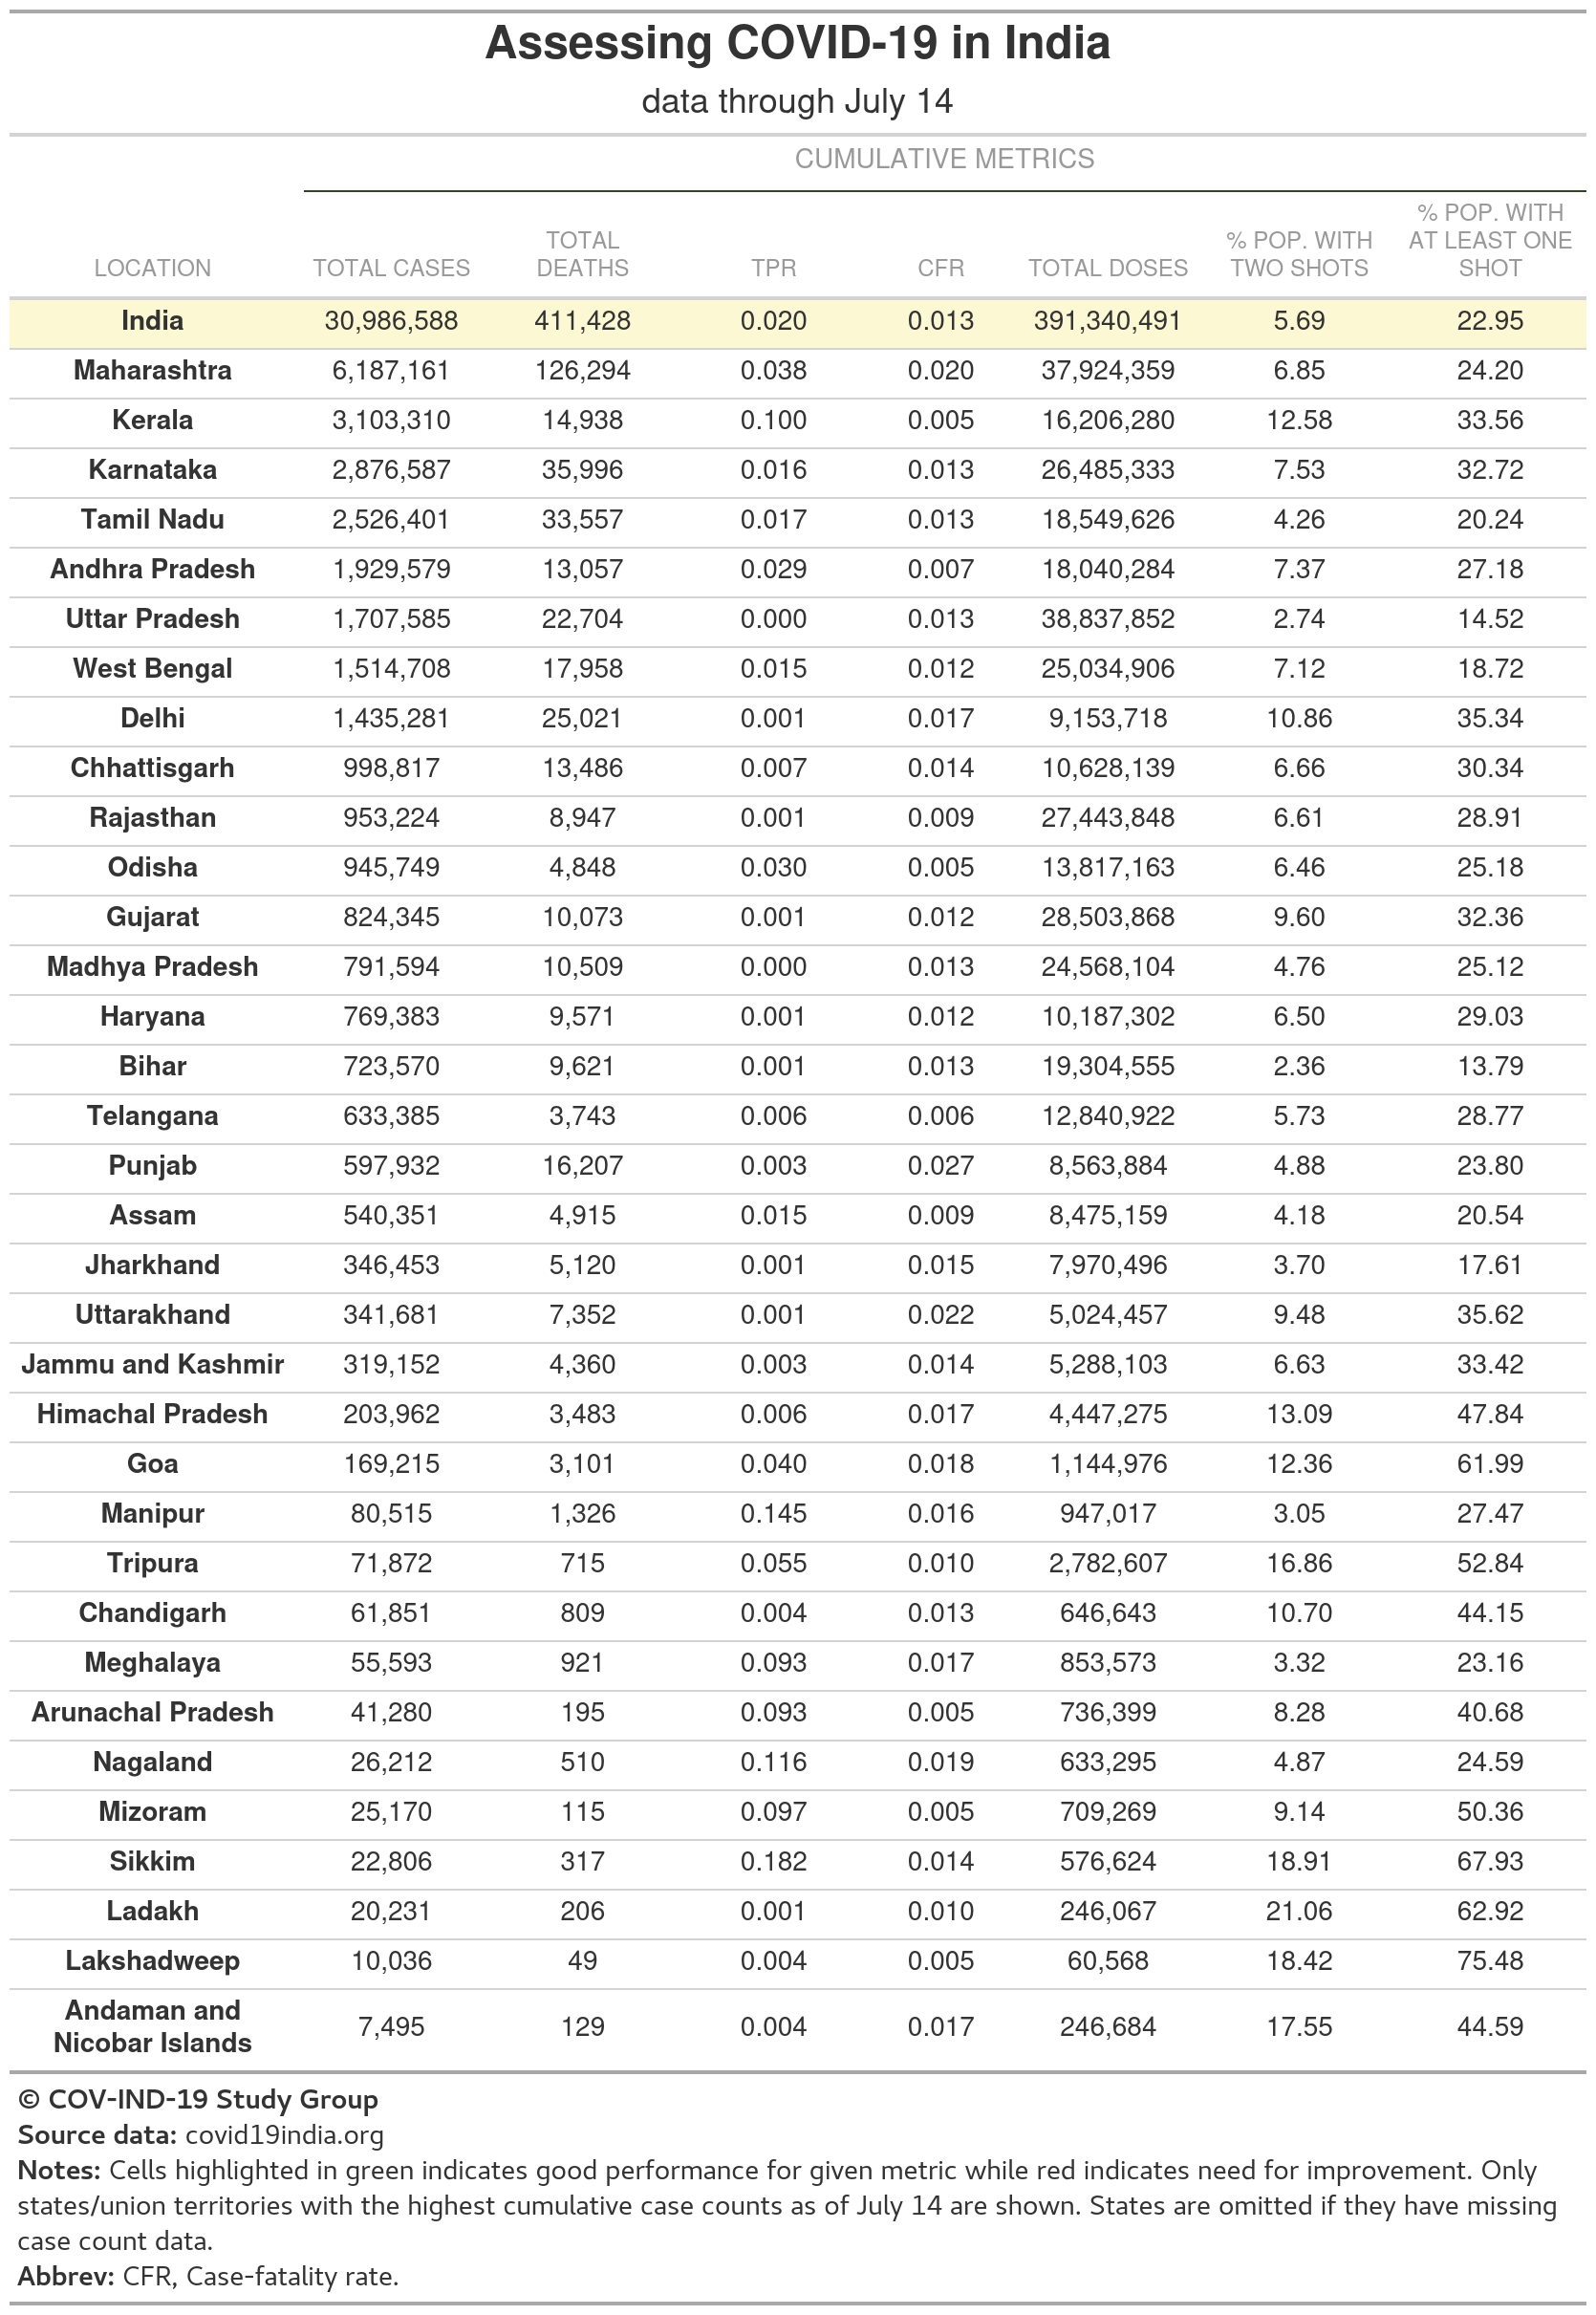 Assessing COVID-19 in India
data through July 14
CUMULATIVE METRICS
LOCATION TOTAL CASES TOTAL DEATHS TPR CFR TOTAL DOSES % POP. WITH TWO SHOTS % POP. WITH AT LEAST ONE SHOT
India 30,986,588 411,428 0.020 0.013 391,340,491 5.69 22.95
Maharashtra 6,187,161 126,294 0.038 0.020 37,924,359 6.85 24.20
Kerala 3,103,310 14,938 0.100 0.005 16,206,280 12.58 33.56
Karnataka 2,876,587 35,996 0.016 0.013 26,485,333 7.53 32.72
Tamil Nadu 2,526,401 33,557 0.017 0.013 18,549,626 4.26 20.24
Andhra Pradesh 1,929,579 13,057 0.029 0.007 18,040,284 7.37 27.18
Uttar Pradesh 1,707,585 22,704 0.000 0.013 38,837,852 2.74 14.52
West Bengal 1,514,708 17,958 0.015 0.012 25,034,906 7.12 18.72
Delhi 1,435,281 25,021 0.001 0.017 9,153,718 10.86 35.34
Chhattisgarh 998,817 13,486 0.007 0.014 10,628,139 6.66 30.34
Rajasthan 953,224 8,947 0.001 0.009 27,443,848 6.61 28.91
Odisha 945,749 4,848 0.030 0.005 13,817,163 6.46 25.18
Gujarat 824,345 10,073 0.001 0.012 28,503,868 9.60 32.36
Madhya Pradesh 791,594 10,509 0.000 0.013 24,568,104 4.76 25.12
Haryana 769,383 9,571 0.001 0.012 10,187,302 6.50 29.03
Bihar 723,570 9,621 0.001 0.013 19,304,555 2.36 13.79
Telangana 633,385 3,743 0.006 0.006 12,840,922 5.73 28.77
Punjab 597,932 16,207 0.003 0.027 8,563,884 4.88 23.80
Assam 540,351 4,915 0.015 0.009 8,475,159 4.18 20.54
Jharkhand 346,453 5,120 0.001 0.015 7,970,496 3.70 17.61
Uttarakhand 341,681 7,352 0.001 0.022 5,024,457 9.48 35.62
Jammu and Kashmir 319,152 4,360 0.003 0.014 5,288,103 6.63 33.42
Himachal Pradesh 203,962 3,483 0.006 0.017 4,447,275 13.09 47.84
Goa 169,215 3,101 0.040 0.018 1,144,976 12.36 61.99
Manipur 80,515 1,326 0.145 0.016 947,017 3.05 27.47
Tripura 71,872 715 0.055 0.010 2,782,607 16.86 52.84
Chandigarh 61,851 809 0.004 0.013 646,643 10.70 44.15
Meghalaya 55,593 921 0.093 0.017 853,573 3.32 23.16
Arunachal Pradesh 41,280 195 0.093 0.005 736,399 8.28 40.68
Nagaland 26,212 510 0.116 0.019 633,295 4.87 24.59
Mizoram 25,170 115 0.097 0.005 709,269 9.14 50.36
Sikkim 22,806 317 0.182 0.014 576,624 18.91 67.93
Ladakh 20,231 206 0.001 0.010 246,067 21.06 62.92
Lakshadweep 10,036 49 0.004 0.005 60,568 18.42 75.48
Andaman and Nicobar Islands 7,495 129 0.004 0.017 246,684 17.55 44.59
© COV-IND-19 Study Group
Source data: covid19india.org
Notes: Cells highlighted in green indicates good performance for given metric while red indicates need for improvement. Only
states/union territories with the highest cumulative case counts as of July 14 are shown. States are omitted if they have missing
case count data.
Abbrev: CFR, Case-fatality rate.